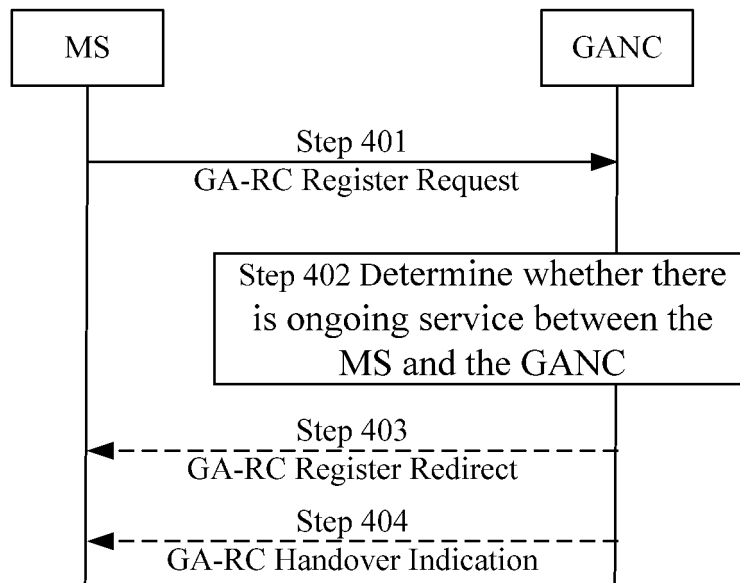 MS
GANC
Step 401
GA-RC Register Request
Step 402 Determine whether there
is ongoing service between the
MS and the GANC
Step 403
GA-RC Register Redirect
Step 404
GA-RC Handover Indication